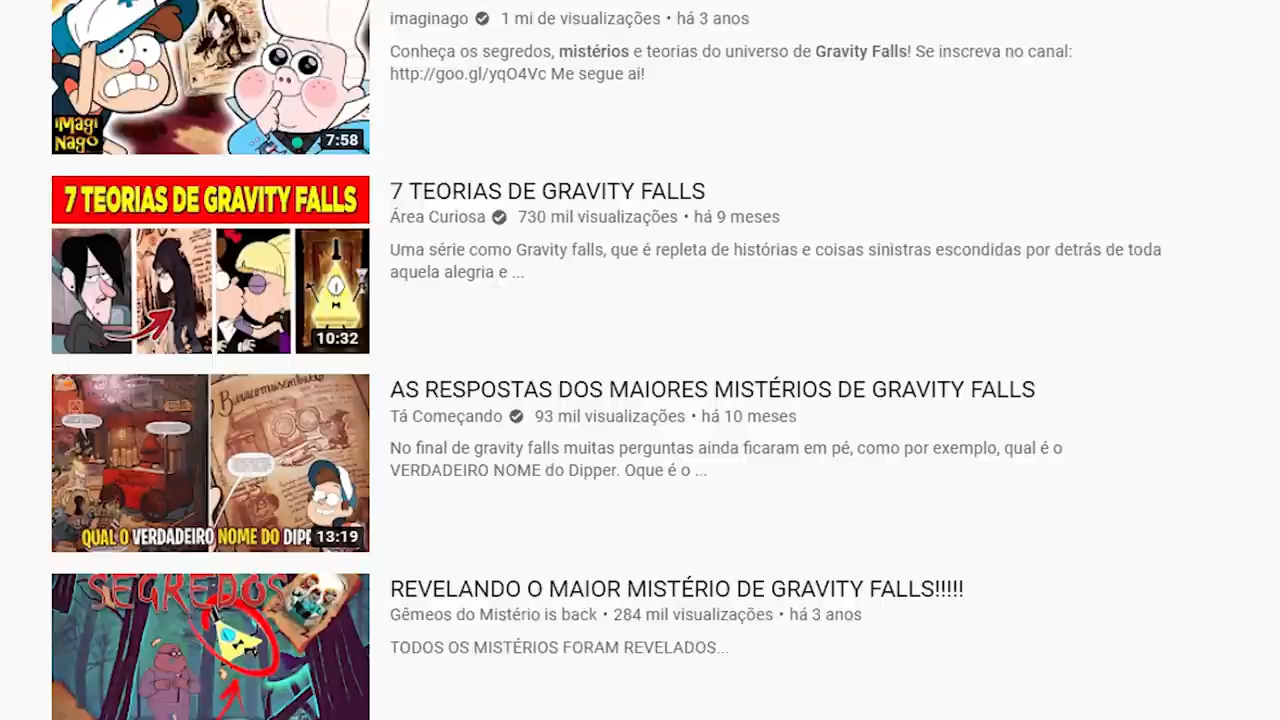 imaginago 1 mi de visualizações • há 3 anos
Conheça os segredos, mistérios e teorias do universo de Gravity Falls! Se inscreva no canal:
http://goo.gl/yqO4Vc Me segue ai!
iMagi
NAGO
7:58
7 TEORIAS DE GRAVITY FALLS
10:32
7 TEORIAS DE GRAVITY FALLS
Área Curiosa 730 mil visualizações • há 9 meses
Uma série como Gravity falls, que é repleta de histórias e coisas sinistras escondidas por detrás de toda
aquela alegria e ...
QUAL O VERDADEIRO NOME DO DIPP
13:19
AS RESPOSTAS DOS MAIORES MISTÉRIOS DE GRAVITY FALLS
Tá Começando 93 mil visualizações • há 10 meses
No final de gravity falls muitas perguntas ainda ficaram em pé, como por exemplo, qual é o
VERDADEIRO NOME do Dipper. Oque é o ...
SEGREDOS
REVELANDO O MAIOR MISTÉRIO DE GRAVITY FALLS!!!!!
Gêmeos do Mistério is back • 284 mil visualizações • há 3 anos
TODOS OS MISTÉRIOS FORAM REVELADOS...